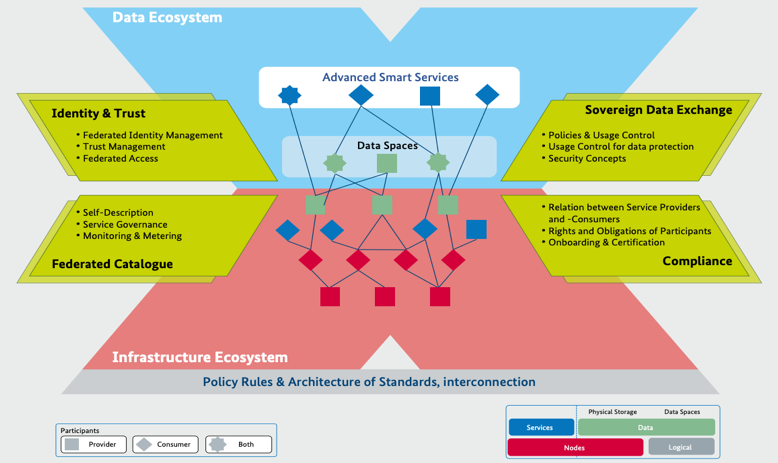 Data Ecosystem
Advanced Smart Services
Identity & Trust
• Federated Identity Management
• Trust Management
• Federated Access
Data Spaces
Sovereign Data Exchange
• Policies & Usage Control
• Usage Control for data protection
• Security Concepts
• Self-Description
• Service Governance
• Monitoring & Metering
Federated Catalogue
• Relation between Service Providers
and -Consumers
• Rights and Obligations of Participants
• Onboarding & Certification
Compliance
Infrastructure Ecosystem
Policy Rules & Architecture of Standards, interconnection
Participants
Provider
Consumer
Both
Physical Storage
Data Spaces
Services
Data
Nodes
Logical